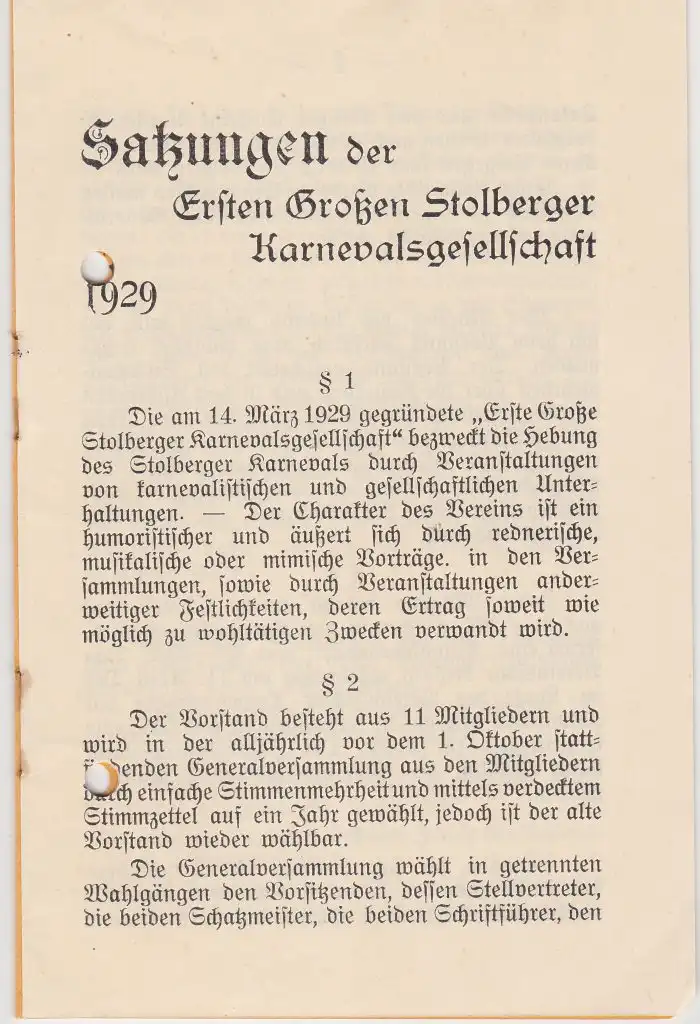 Satzungen der
Ersten Großen Stolberger
Karnevalsgesellschaft
1929
§ 1
Die am 14. März 1929 gegründete „Erste Große
Stolberger Karnevalsgesellschaft“ bezweckt die Hebung
des Stolberger Karnevals durch Veranstaltungen
von karnevalistischen und gesellschaftlichen Unter=
haltungen. — Der Charakter des Vereins ist ein
humoristischer und äußert sich durch rednerische,
musikalische oder mimische Vorträge. in den Ver=
sammlungen, sowie durch Veranstaltungen ander=
weitiger Festlichkeiten, deren Ertrag soweit wie
möglich zu wohltätigen Zwecken verwandt wird.
§ 2
Der Vorstand besteht aus 11 Mitgliedern und
wird in der alljährlich vor dem 1. Oktober statt=
findenden Generalversammlung aus den Mitgliedern
durch einfache Stimmenmehrheit und mittels verdecktem
Stimmzettel auf ein Jahr gewählt, jedoch ist der alte
Vorstand wieder wählbar.
Die Generalversammlung wählt in getrennten
Wahlgängen den Vorsitzenden, dessen Stellvertreter,
die beiden Schatzmeister, die beiden Schriftführer, den